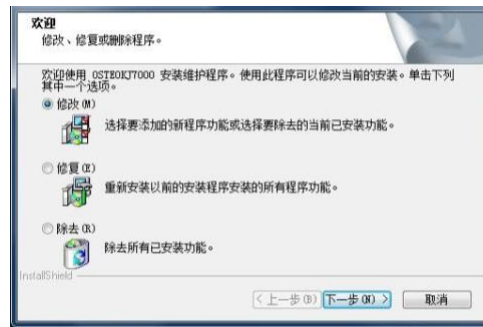 欢迎
修改、修复或删除程序。
欢迎使用 OSTEOKJ7000 安装维护程序。使用此程序可以修改当前的安装。单击下列
其中一个选项。
修改(M)
选择要添加的新程序功能或选择要除去的当前已安装功能。
修复(E)
重新安装以前的安装程序安装的所有程序功能。
除去(R)
除去所有已安装功能。
InstallShield
<上一步(B) 下一步(N)> 取消